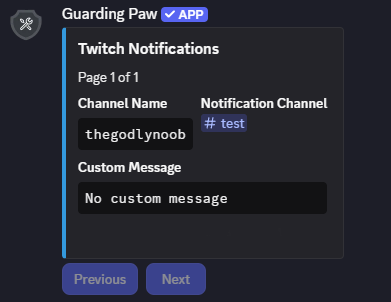 Guarding Paw ✓ APP
Twitch Notifications
Page 1 of 1
Channel Name Notification Channel
thegodlynoob # test
Custom Message
No custom message
Previous Next